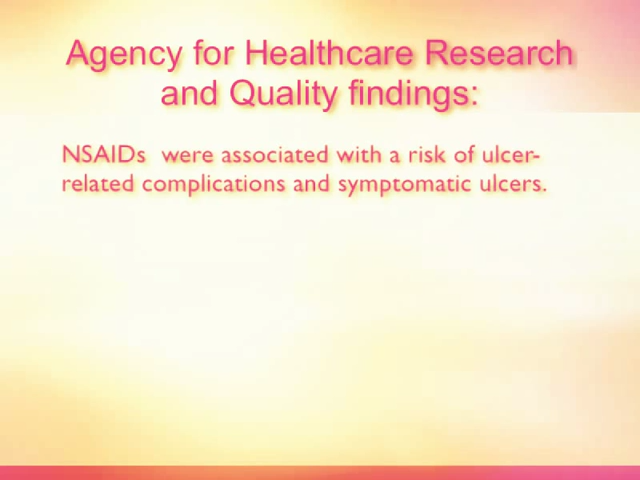 Agency for Healthcare Research
and Quality findings:
NSAIDs  were associated with a risk of ulcer-
related complications and symptomatic ulcers.